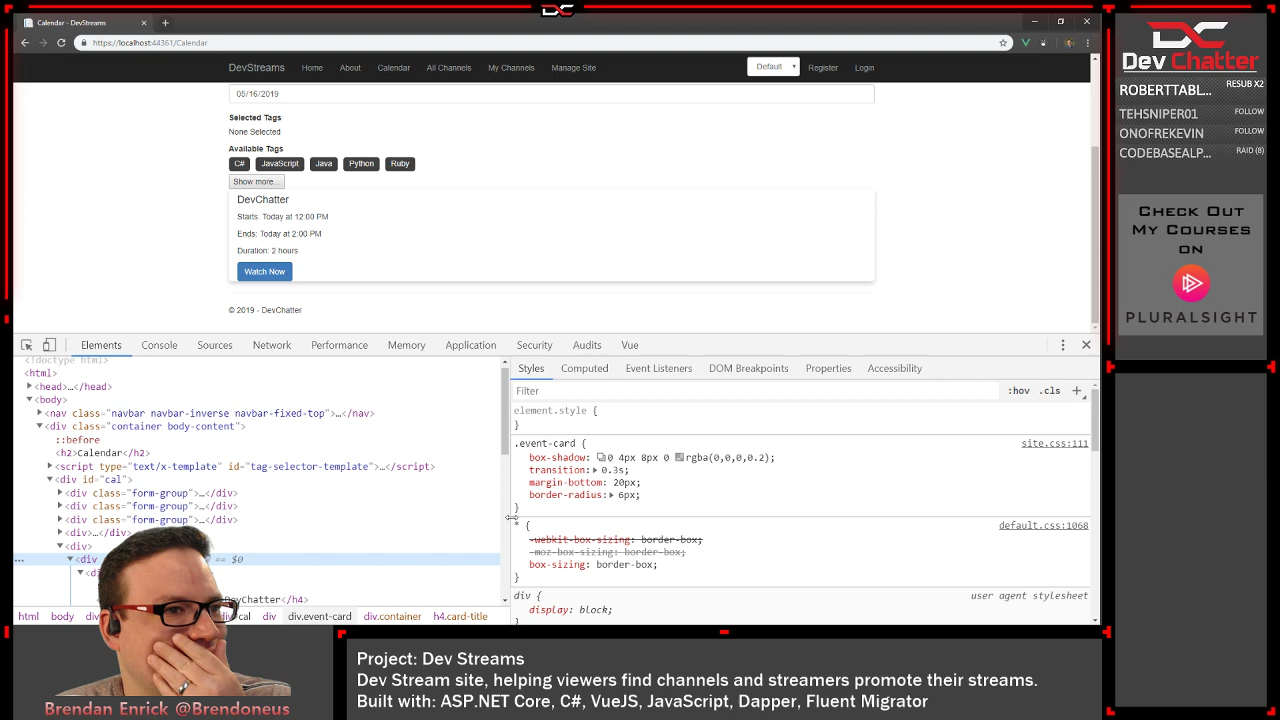 Calendar - DevStreams
https://localhost:44361/Calendar
DevStreams Home About Calendar All Channels My Channels Manage Site Default Register Login
05/16/2019
Selected Tags
None Selected
Available Tags
C# JavaScript Java Python Ruby
Show more...
DevChatter
Starts: Today at 12:00 PM
Ends: Today at 2:00 PM
Duration: 2 hours
Watch Now
© 2019 - DevChatter
Elements Console Sources Network Performance Memory Application Security Audits Vue
<!doctype html>
<html>
<head>…</head>
<body>
<nav class="navbar navbar-inverse navbar-fixed-top">…</nav>
<div class="container body-content">
::before
<h2>Calendar</h2>
<script type="text/x-template" id="tag-selector-template">…</script>
<div id="cal">
<div class="form-group">…</div>
<div class="form-group">…</div>
<div class="form-group">…</div>
<div>…</div>
<div>
<div == $0
<d
DevChatter</h4>
html body div.event-card div.container h4.card-title
Styles Computed Event Listeners DOM Breakpoints Properties Accessibility
Filter :hov .cls +
element.style {
}
.event-card { site.css:111
box-shadow: 0 4px 8px 0 rgba(0,0,0,0.2);
transition: 0.3s;
margin-bottom: 20px;
border-radius: 6px;
}
* { default.css:1068
-webkit-box-sizing: border-box;
-moz-box-sizing: border-box;
box-sizing: border-box;
}
div { user agent stylesheet
display: block;
DC
Dev Chatter
ROBERTTABL... RESUB X2
TEHSNIPER01 FOLLOW
ONOFREKEVIN FOLLOW
CODEBASEALP... RAID (8)
CHECK OUT
MY COURSES
ON
PLURALSIGHT
Brendan Enrick @Brendoneus
Project: Dev Streams
Dev Stream site, helping viewers find channels and streamers promote their streams.
Built with: ASP.NET Core, C#, VueJS, JavaScript, Dapper, Fluent Migrator